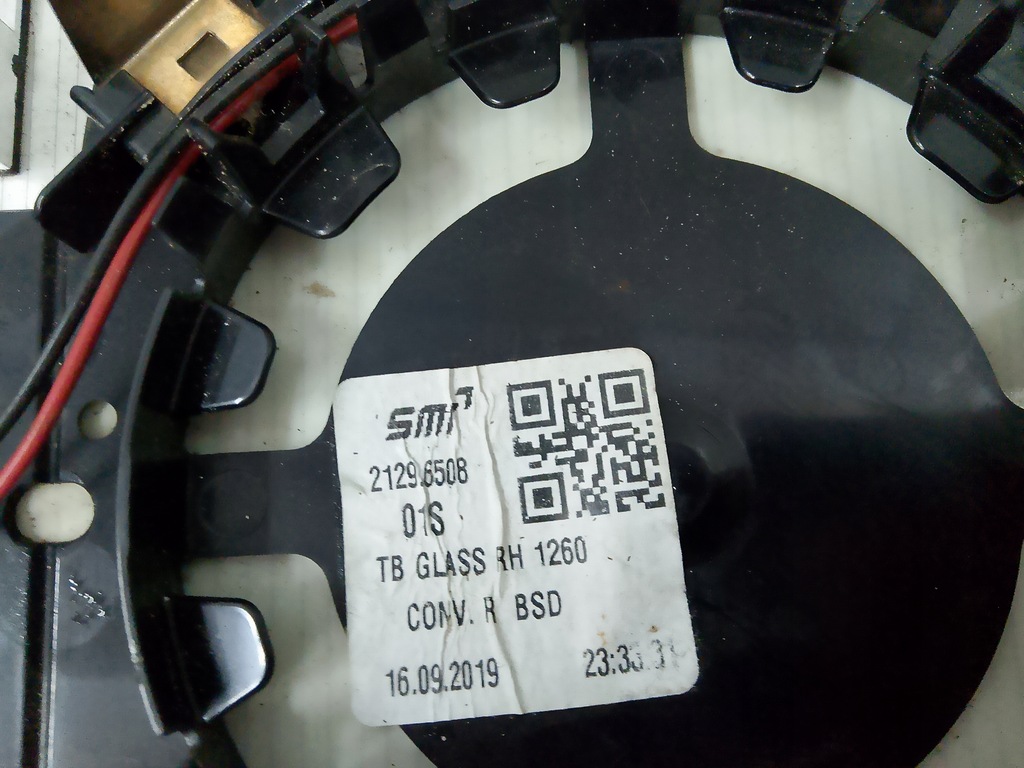 smr
2129.6508
01S
TB GLASS RH 1260
CONV. R BSD
16.09.2019